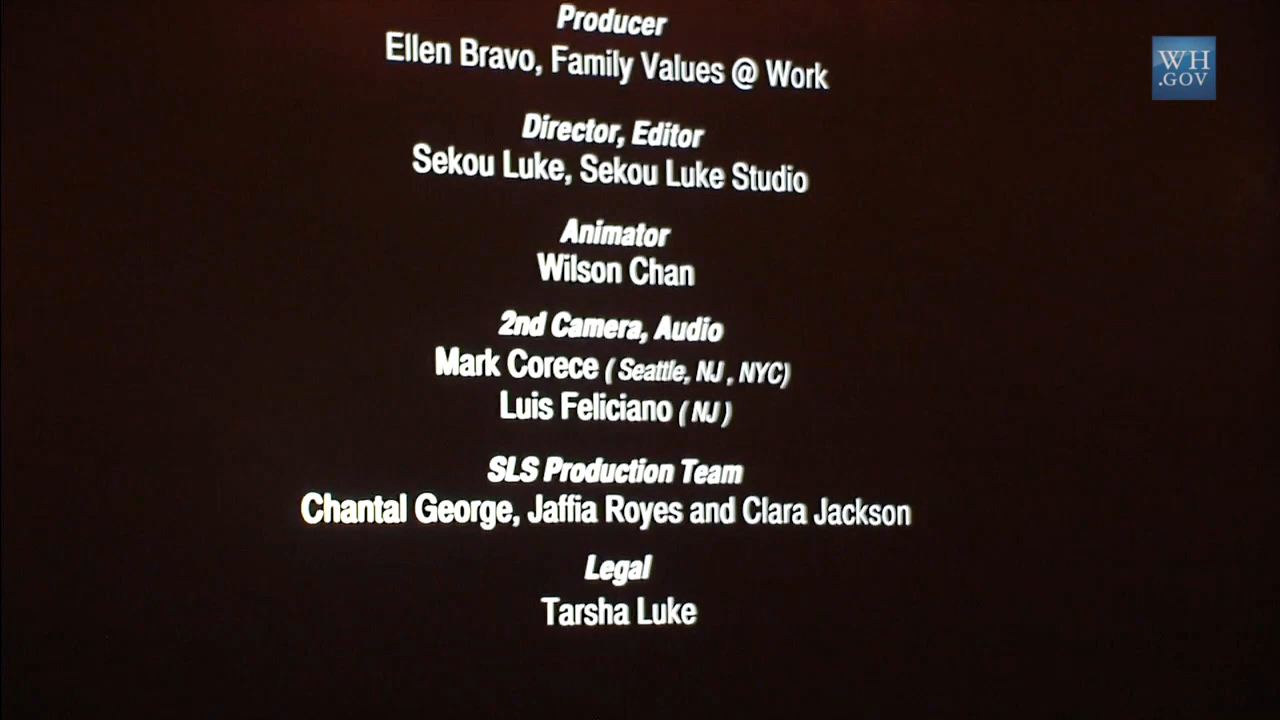 Producer
Ellen Bravo, Family Values @ Work
WH
.GOV
Director, Editor
Sekou Luke, Sekou Luke Studio
Animator
Wilson Chan
2nd Camera, Audio
Mark Corece ( Seattle, NJ , NYC)
Luis Feliciano ( NJ )
SLS Production Team
Chantal George, Jaffia Royes and Clara Jackson
Legal
Tarsha Luke